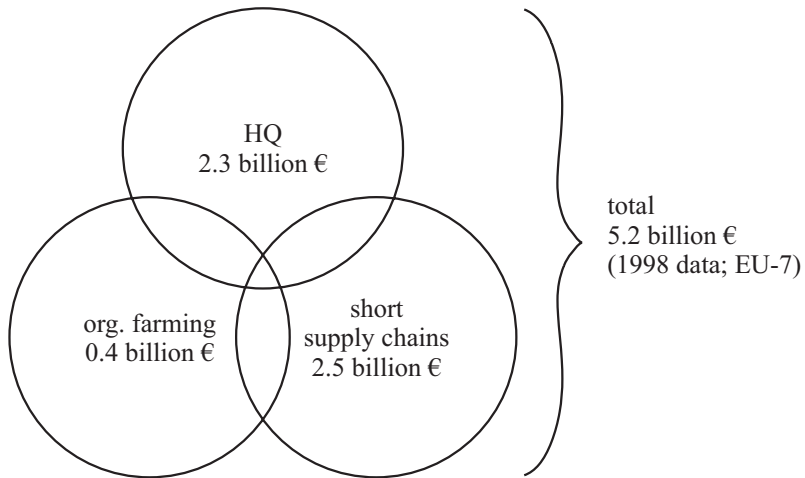 HQ
2.3 billion €
org. farming
0.4 billion €
short
supply chains
2.5 billion €
total
5.2 billion €
(1998 data; EU-7)